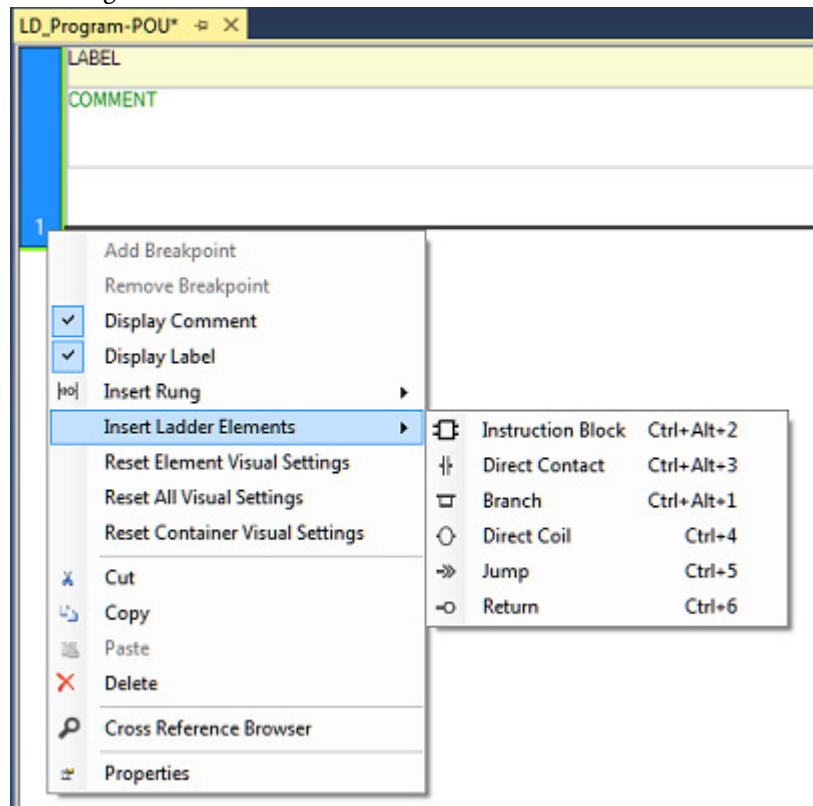 LD_Program-POU*
LABEL
COMMENT
1
Add Breakpoint
Remove Breakpoint
Display Comment
Display Label
Insert Rung
Insert Ladder Elements
Instruction Block Ctrl+Alt+2
Reset Element Visual Settings
Direct Contact Ctrl+Alt+3
Reset All Visual Settings
Branch Ctrl+Alt+1
Reset Container Visual Settings
Direct Coil Ctrl+4
Cut
Jump Ctrl+5
Copy
Return Ctrl+6
Paste
Delete
Cross Reference Browser
Properties